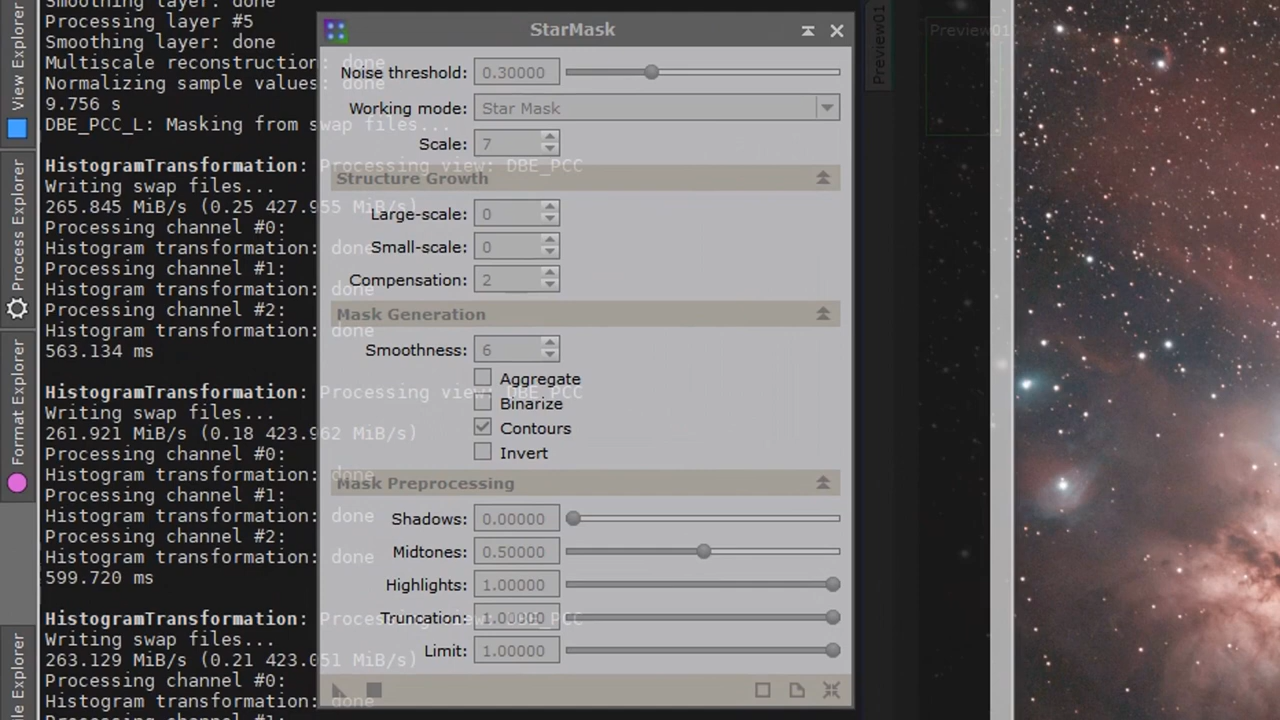 Smoothing layer: done
Processing layer #5
Smoothing layer: done
Multiscale reconstruction: done
Normalizing sample values: done
9.756 s
DBE_PCC_L: Masking from swap files...
HistogramTransformation: Processing view: DBE_PCC
Writing swap files...
265.845 MiB/s (0.25 427.955 MiB/s)
Processing channel #0:
Histogram transformation: done
Processing channel #1:
Histogram transformation: done
Processing channel #2:
Histogram transformation: done
563.134 ms
HistogramTransformation: Processing view: DBE_PCC
Writing swap files...
261.921 MiB/s (0.18 423.962 MiB/s)
Processing channel #0:
Histogram transformation: done
Processing channel #1:
Histogram transformation: done
Processing channel #2:
Histogram transformation: done
599.720 ms
HistogramTransformation: Processing view: DBE_PCC
Writing swap files...
263.129 MiB/s (0.21 423.051 MiB/s)
Processing channel #0:
Histogram transformation: done
Processing channel #1:
View Explorer
Process Explorer
Format Explorer
Explorer
StarMask
Noise threshold: 0.30000
Working mode: Star Mask
Scale: 7
Structure Growth
Large-scale: 0
Small-scale: 0
Compensation: 2
Mask Generation
Smoothness: 6
Aggregate
Binarize
Contours
Invert
Mask Preprocessing
Shadows: 0.00000
Midtones: 0.50000
Highlights: 1.00000
Truncation: 1.00000
Limit: 1.00000
Preview01
Preview01